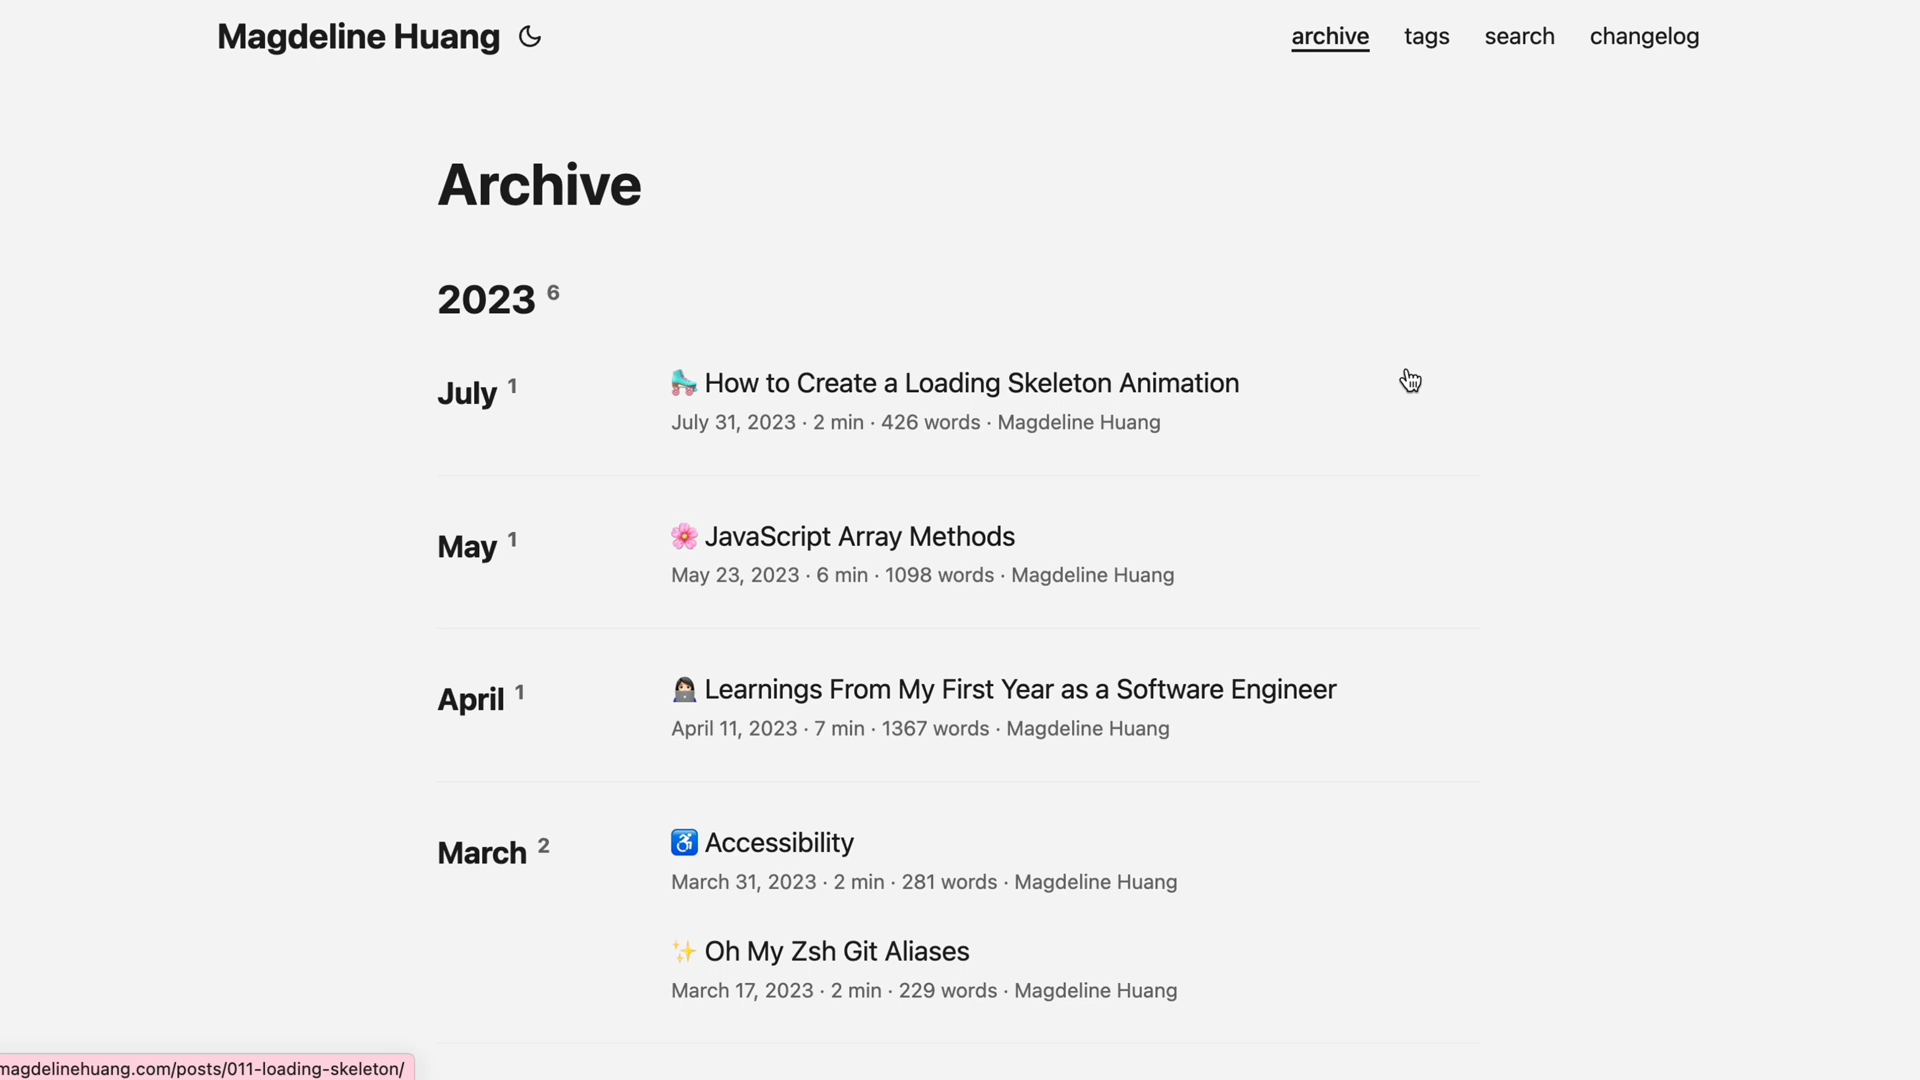 Magdeline Huang
archive tags search changelog
Archive
2023 6
July 1
🛼 How to Create a Loading Skeleton Animation
July 31, 2023 · 2 min · 426 words · Magdeline Huang
May 1
🌸 JavaScript Array Methods
May 23, 2023 · 6 min · 1098 words · Magdeline Huang
April 1
👩🏻‍💻 Learnings From My First Year as a Software Engineer
April 11, 2023 · 7 min · 1367 words · Magdeline Huang
March 2
♿ Accessibility
March 31, 2023 · 2 min · 281 words · Magdeline Huang
✨ Oh My Zsh Git Aliases
March 17, 2023 · 2 min · 229 words · Magdeline Huang
magdelinehuang.com/posts/011-loading-skeleton/